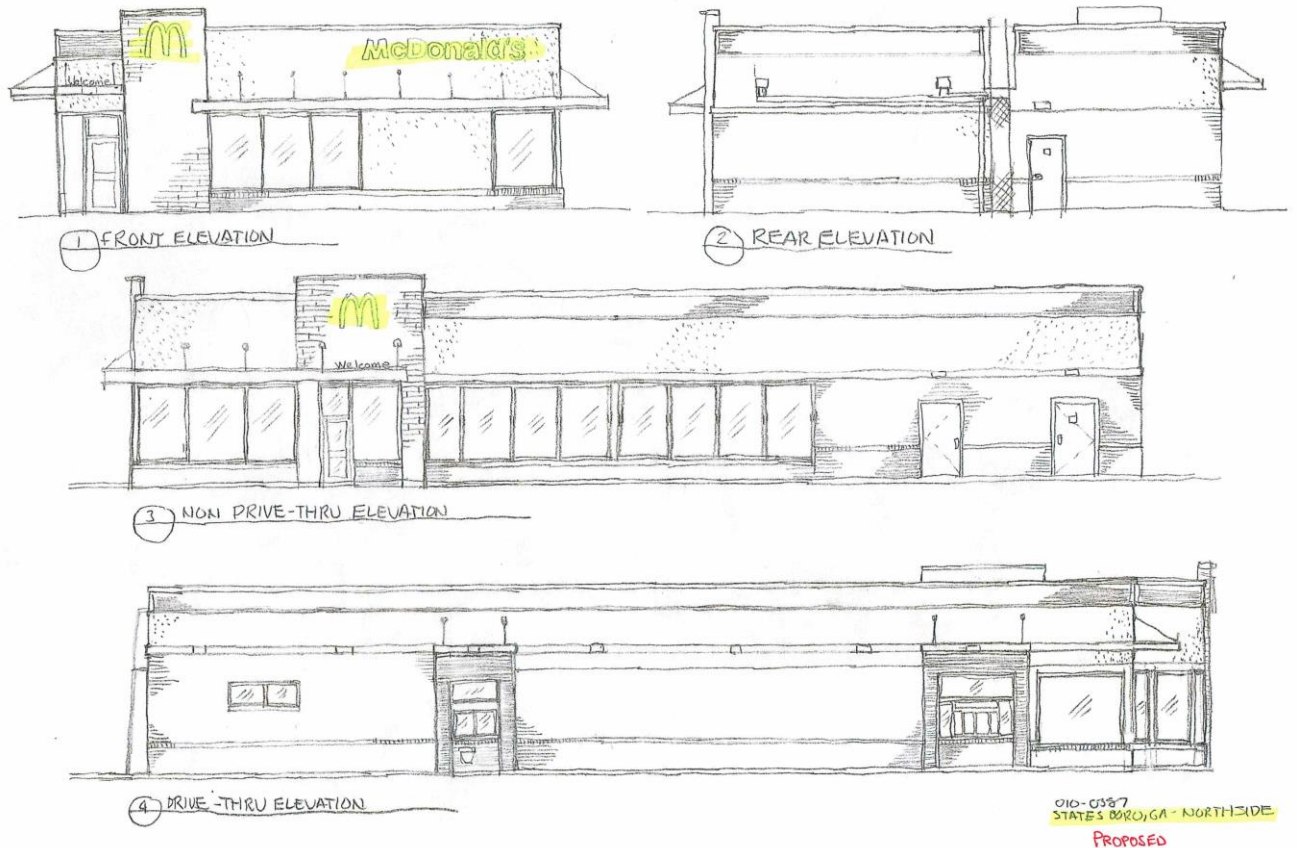 M
McDonald's
Welcome
1 FRONT ELEVATION
2 REAR ELEVATION
M
Welcome
3 NON DRIVE-THRU ELEVATION
4 DRIVE-THRU ELEVATION
010-0387
STATESBORO, GA - NORTHSIDE
PROPOSED